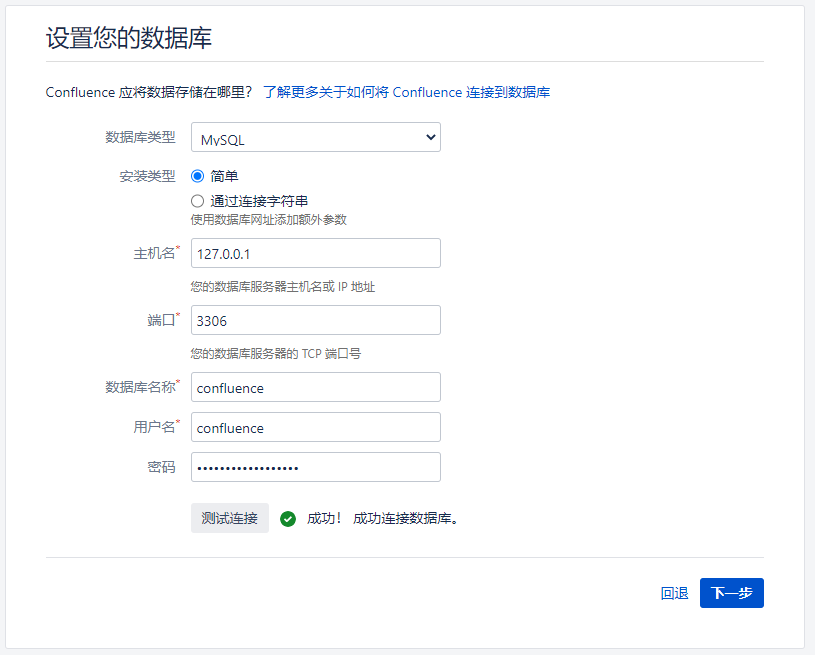 设置您的数据库
Confluence 应将数据存储在哪里？ 了解更多关于如何将 Confluence 连接到数据库
数据库类型 MySQL
安装类型 简单
通过连接字符串
使用数据库网址添加额外参数
主机名* 127.0.0.1
您的数据库服务器主机名或 IP 地址
端口* 3306
您的数据库服务器的 TCP 端口号
数据库名称* confluence
用户名* confluence
密码 ••••••••••••••••••
测试连接 成功！ 成功连接数据库。
回退 下一步